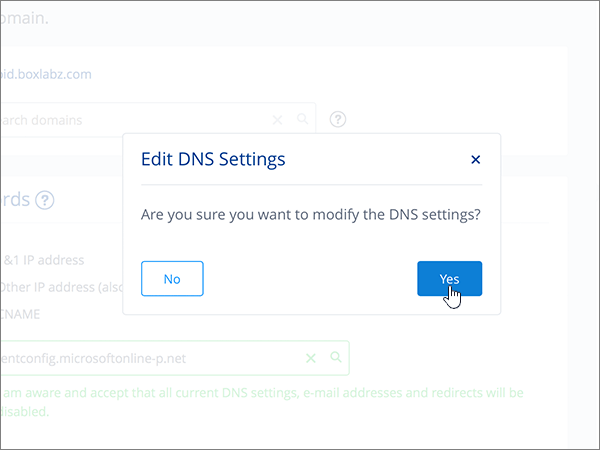 omain.
oid.boxlabz.com
arch domains
Edit DNS Settings
Are you sure you want to modify the DNS settings?
No
Yes
rds
&1 IP address
Other IP address (also
CNAME
entconfig.microsoftonline-p.net
am aware and accept that all current DNS settings, e-mail addresses and redirects will be
disabled.